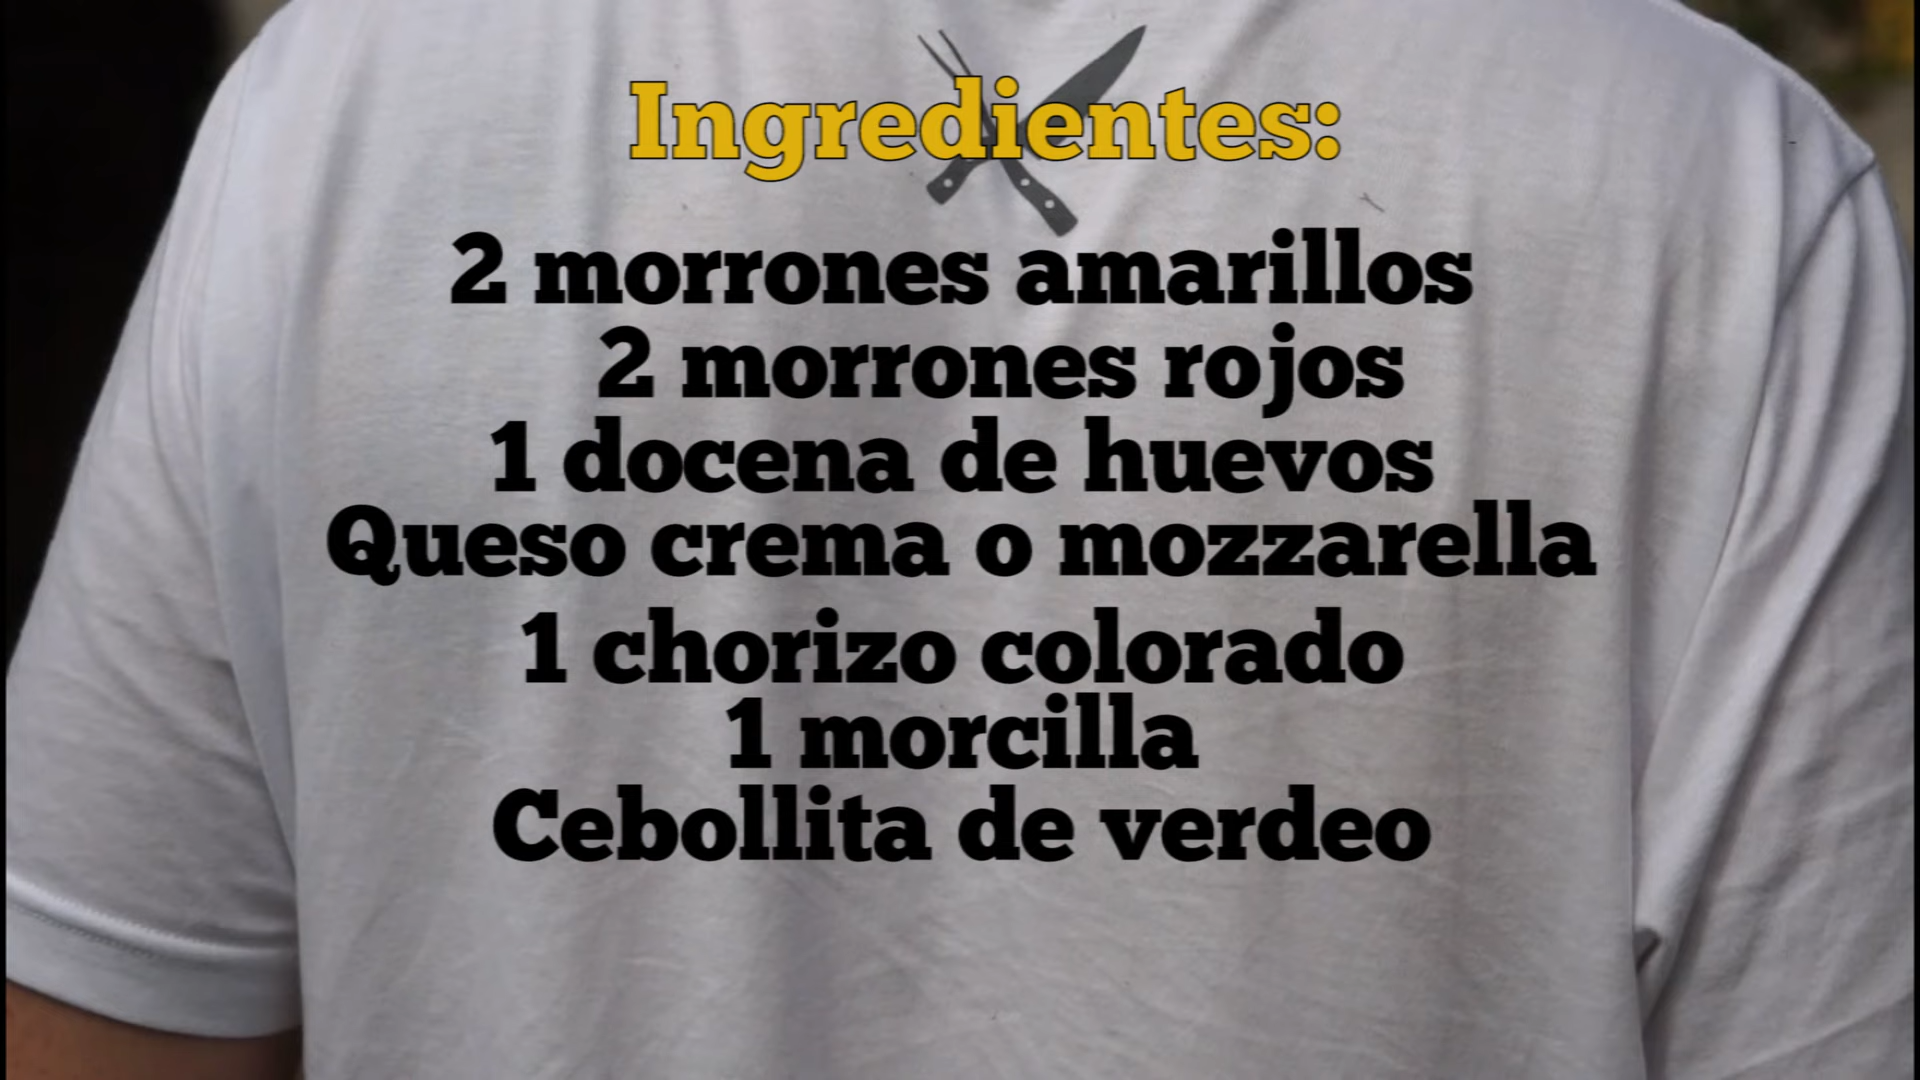 Ingredientes:
2 morrones amarillos
2 morrones rojos
1 docena de huevos
Queso crema o mozzarella
1 chorizo colorado
1 morcilla
Cebollita de verdeo